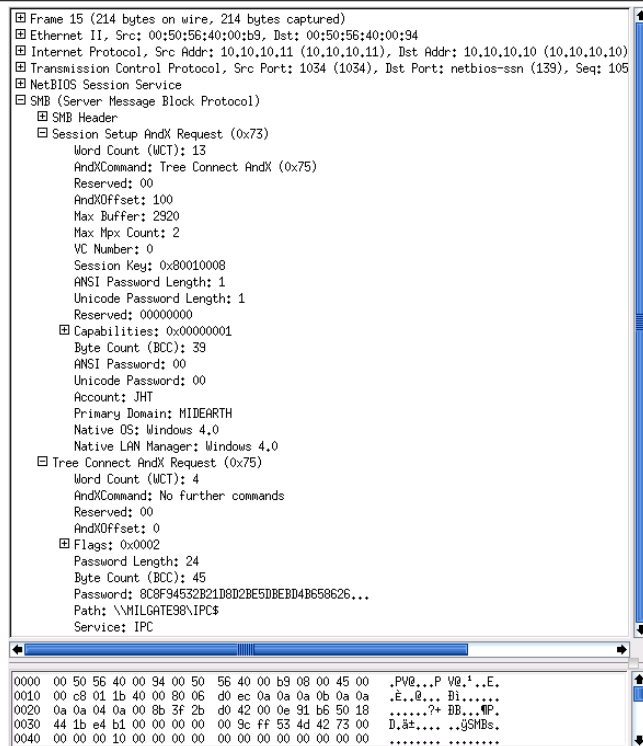 Frame 15 (214 bytes on wire, 214 bytes captured)
Ethernet II, Src: 00:50:56:40:00:b9, Dst: 00:50:56:40:00:94
Internet Protocol, Src Addr: 10.10.10.11 (10.10.10.11), Dst Addr: 10.10.10.10 (10.10.10.10)
Transmission Control Protocol, Src Port: 1034 (1034), Dst Port: netbios-ssn (139), Seq: 105
NetBIOS Session Service
SMB (Server Message Block Protocol)
SMB Header
Session Setup AndX Request (0x73)
Word Count (WCT): 13
AndXCommand: Tree Connect AndX (0x75)
Reserved: 00
AndXOffset: 100
Max Buffer: 2920
Max Mpx Count: 2
VC Number: 0
Session Key: 0x80010008
ANSI Password Length: 1
Unicode Password Length: 1
Reserved: 00000000
Capabilities: 0x00000001
Byte Count (BCC): 39
ANSI Password: 00
Unicode Password: 00
Account: JHT
Primary Domain: MIDEARTH
Native OS: Windows 4.0
Native LAN Manager: Windows 4.0
Tree Connect AndX Request (0x75)
Word Count (WCT): 4
AndXCommand: No further commands
Reserved: 00
AndXOffset: 0
Flags: 0x0002
Password Length: 24
Byte Count (BCC): 45
Password: 8C8F94532B21D8D2BE5DBEBD4B658626...
Path: \\MILGATE98\IPC$
Service: IPC
0000 00 50 56 40 00 94 00 50 56 40 00 b9 08 00 45 00 .PV@...P V@.¹..E.
0010 00 c8 01 1b 40 00 80 06 d0 ec 0a 0a 0a 0b 0a 0a .È..@... Ðì......
0020 0a 0a 04 0a 00 8b 3f 2b d0 42 00 0e 91 b6 50 18 ......?+ ÐB...¶P.
0030 44 1b e4 b1 00 00 00 00 00 9c ff 53 4d 42 73 00 D.ä±.... ..ÿSMBs.
0040 00 00 00 10 00 00 00 00 00 00 00 00 00 00 00 00 ........ ........